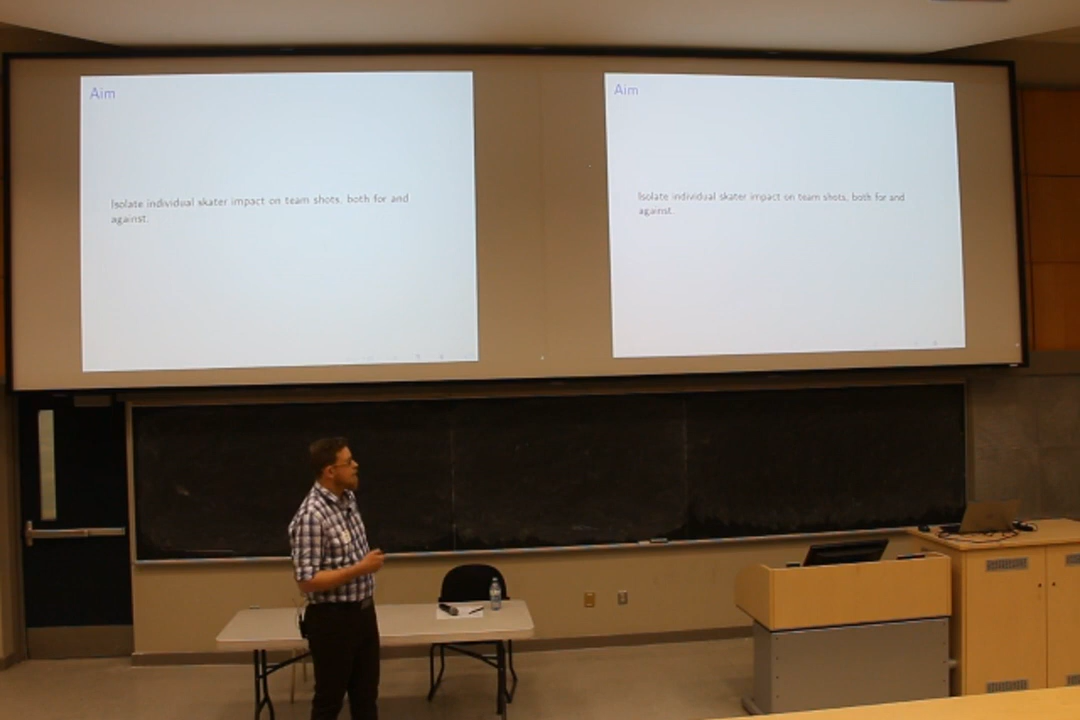 Aim
Isolate individual skater impact on team shots, both for and
against.
Aim
Isolate individual skater impact on team shots, both for and
against.